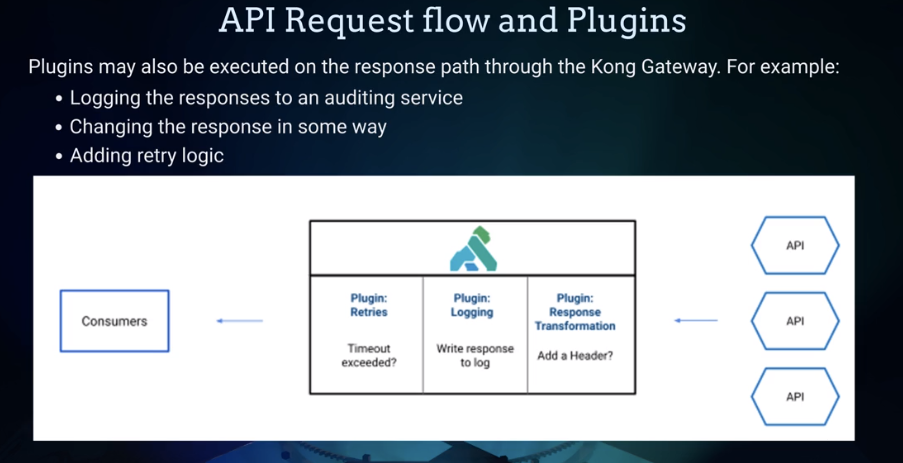 API Request flow and Plugins
Plugins may also be executed on the response path through the Kong Gateway. For example:
• Logging the responses to an auditing service
• Changing the response in some way
• Adding retry logic
Consumers
Plugin:
Retries
Timeout
exceeded?
Plugin:
Logging
Write response
to log
Plugin:
Response
Transformation
Add a Header?
API
API
API